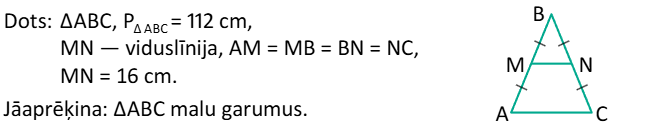 Dots: ΔABC, P_ΔABC = 112 cm,
MN — viduslīnija, AM = MB = BN = NC,
MN = 16 cm.
Jāaprēķina: ΔABC malu garumus.
B
M N
A C